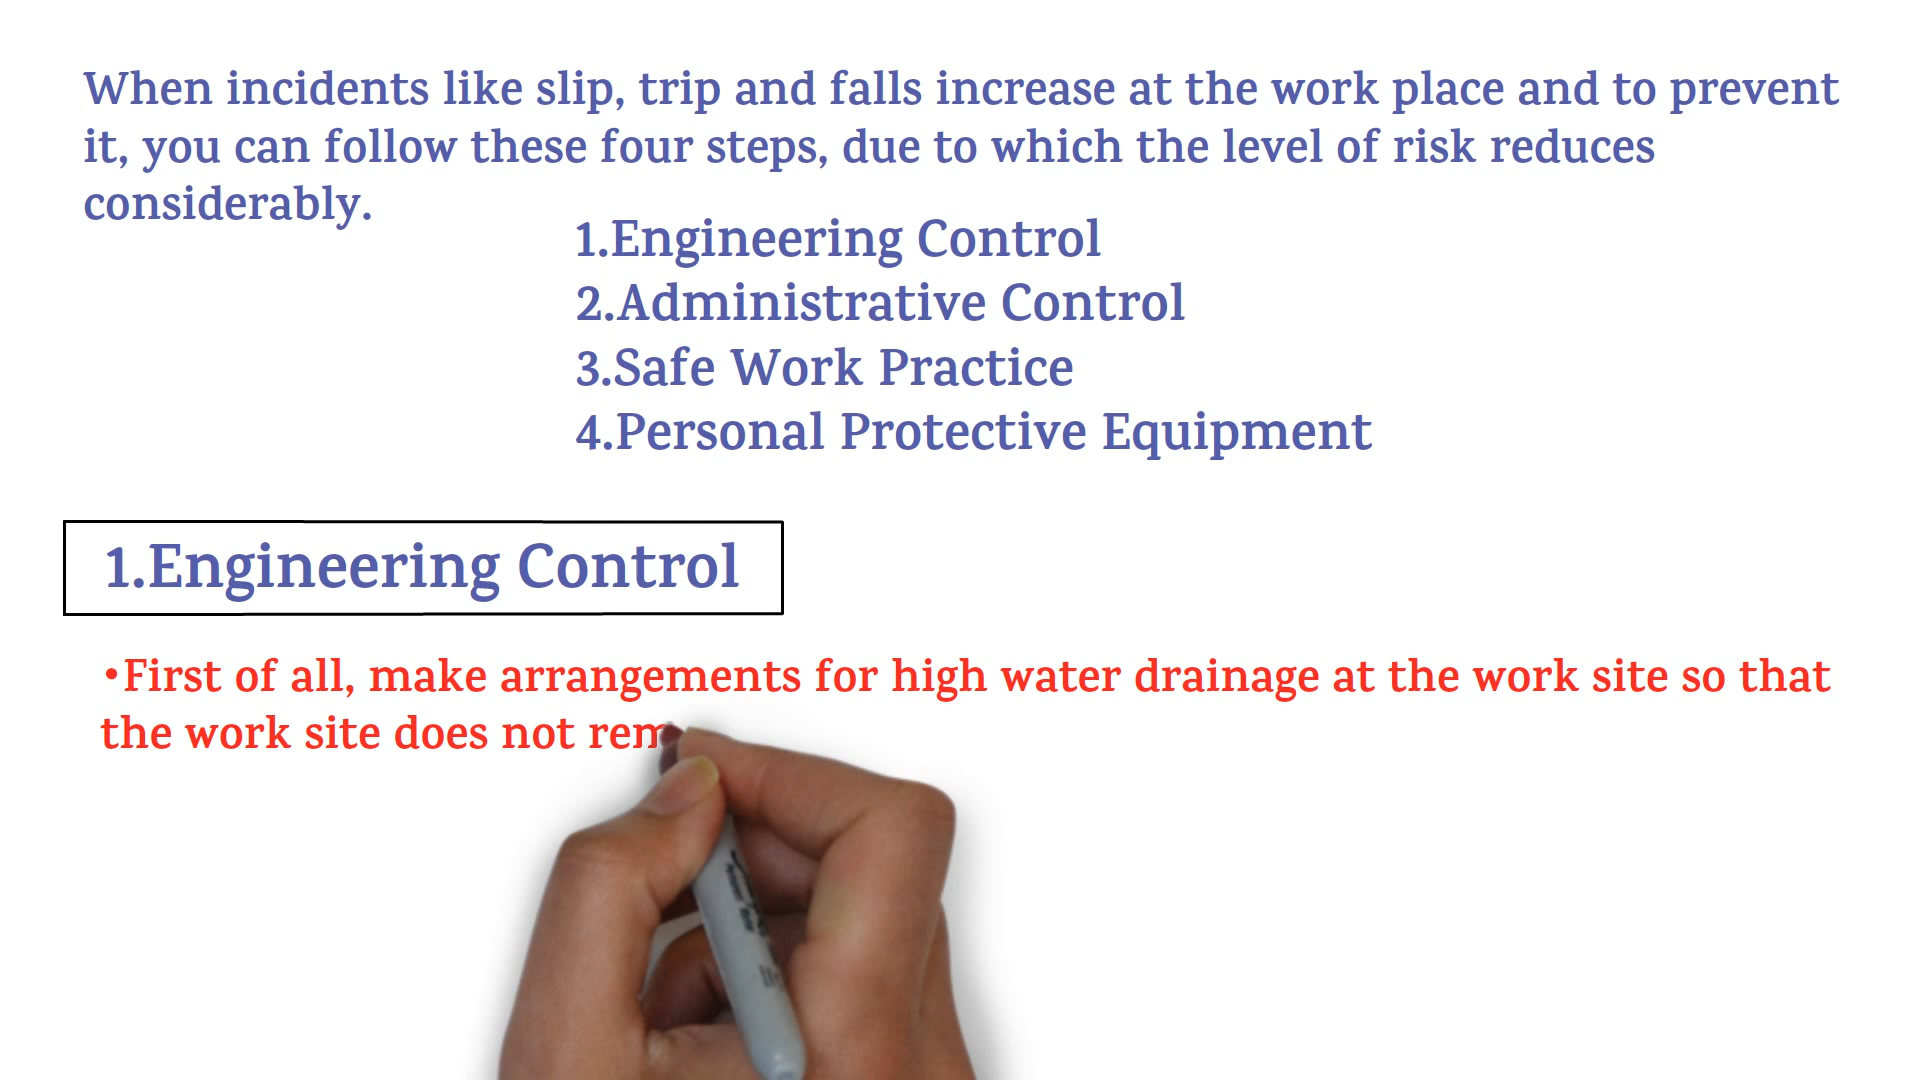 When incidents like slip, trip and falls increase at the work place and to prevent
it, you can follow these four steps, due to which the level of risk reduces
considerably.
1.Engineering Control
2.Administrative Control
3.Safe Work Practice
4.Personal Protective Equipment
1.Engineering Control
•First of all, make arrangements for high water drainage at the work site so that
the work site does not rem